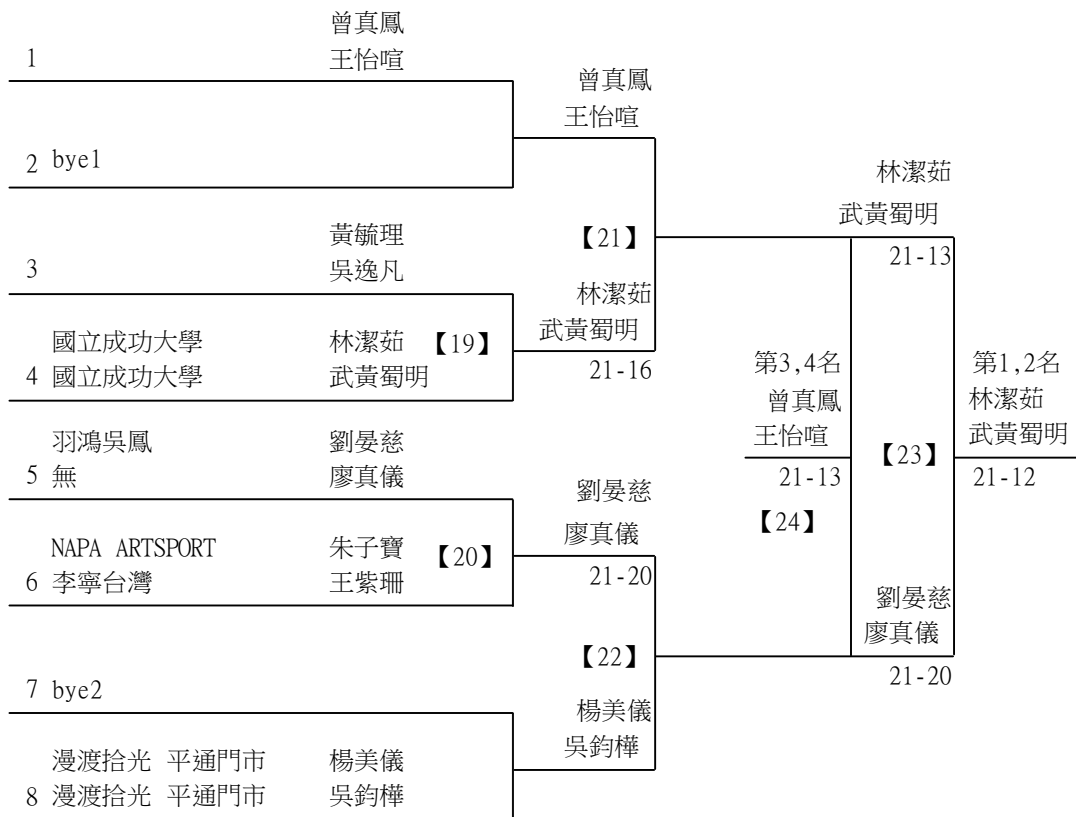 曾真鳳
1 王怡喧
曾真鳳
王怡喧
2 bye1
林潔茹
武黃蜀明
21-13
黃毓理
3 吳逸凡
【21】
林潔茹
武黃蜀明
21-16
國立成功大學 林潔茹 【19】
4 國立成功大學 武黃蜀明
第3,4名
曾真鳳
王怡喧
21-13
【24】
第1,2名
林潔茹
武黃蜀明
21-12
【23】
羽鴻吳鳳 劉晏慈
5 無 廖真儀
劉晏慈
廖真儀
21-20
NAPA ARTSPORT 朱子寶 【20】
6 李寧台灣 王紫珊
劉晏慈
廖真儀
21-20
【22】
7 bye2
楊美儀
吳鈞樺
漫渡拾光 平通門市 楊美儀
8 漫渡拾光 平通門市 吳鈞樺